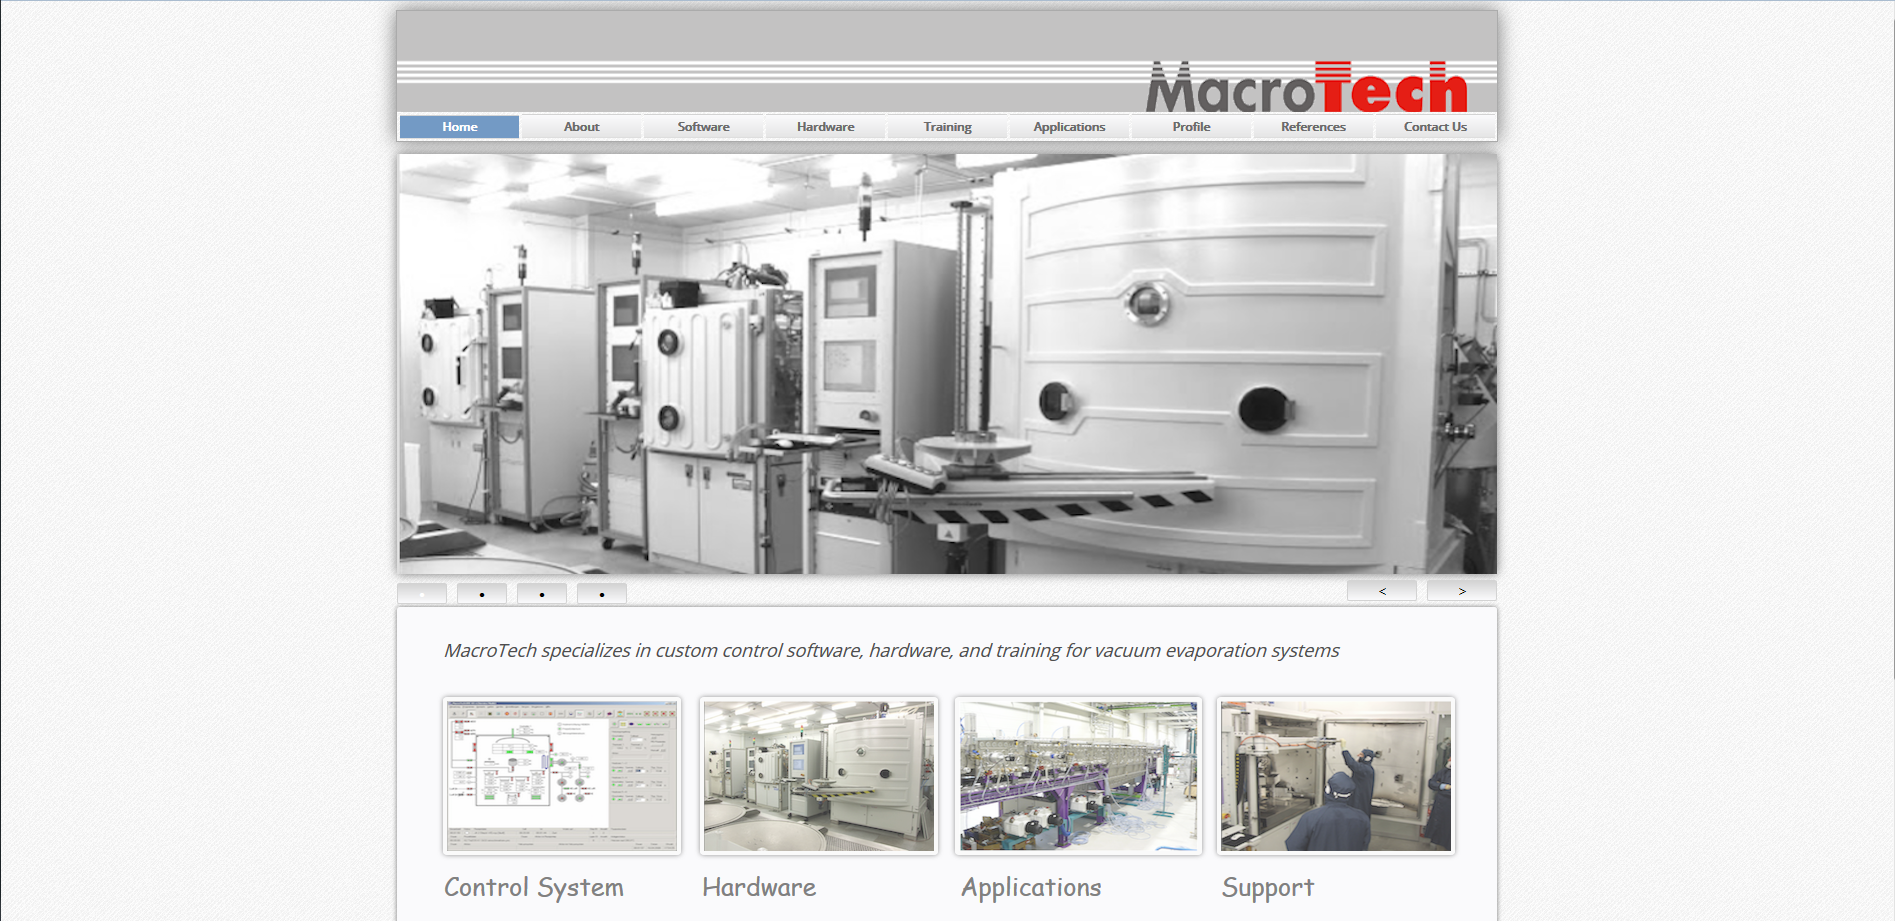 MacroTech
Home About Software Hardware Training Applications Profile References Contact Us
< >
MacroTech specializes in custom control software, hardware, and training for vacuum evaporation systems
Control System Hardware Applications Support